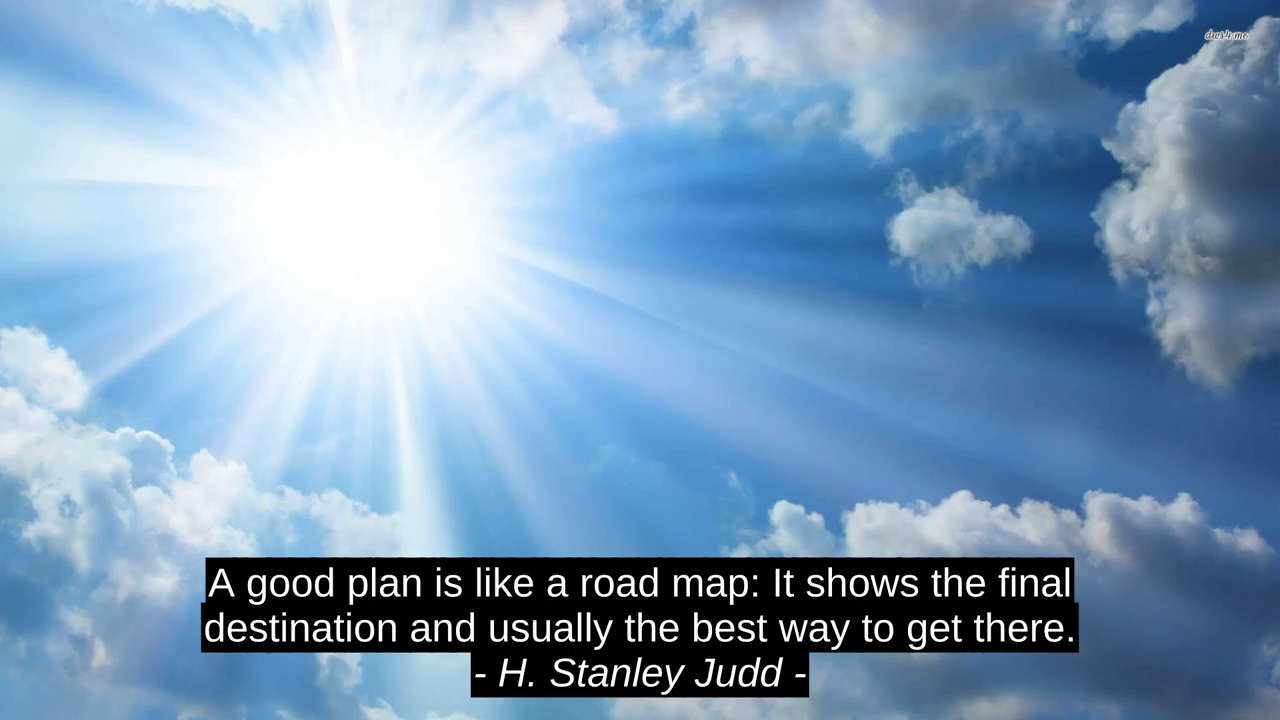 A good plan is like a road map: It shows the final
destination and usually the best way to get there.
- H. Stanley Judd -